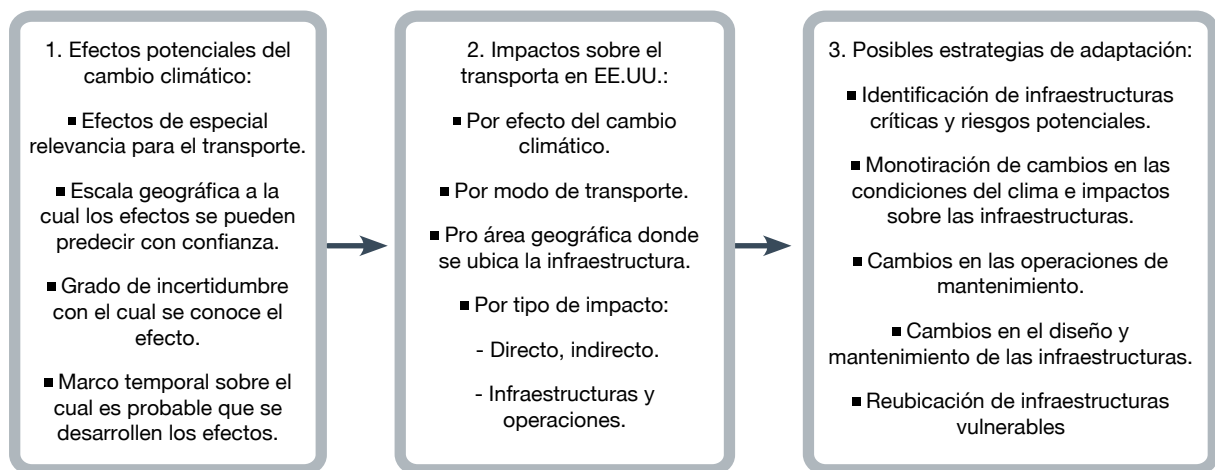 1. Efectos potenciales del
cambio climático:
▪ Efectos de especial
relevancia para el transporte.
▪ Escala geográfica a la
cual los efectos se pueden
predecir con confianza.
▪ Grado de incertidumbre
con el cual se conoce el
efecto.
▪ Marco temporal sobre el
cual es probable que se
desarrollen los efectos.
2. Impactos sobre el
transporta en EE.UU.:
▪ Por efecto del cambio
climático.
▪ Por modo de transporte.
▪ Pro área geográfica donde
se ubica la infraestructura.
▪ Por tipo de impacto:
- Directo, indirecto.
- Infraestructuras y
operaciones.
3. Posibles estrategias de adaptación:
▪ Identificación de infraestructuras
críticas y riesgos potenciales.
▪ Monotiración de cambios en las
condiciones del clima e impactos
sobre las infraestructuras.
▪ Cambios en las operaciones de
mantenimiento.
▪ Cambios en el diseño y
mantenimiento de las infraestructuras.
▪ Reubicación de infraestructuras
vulnerables